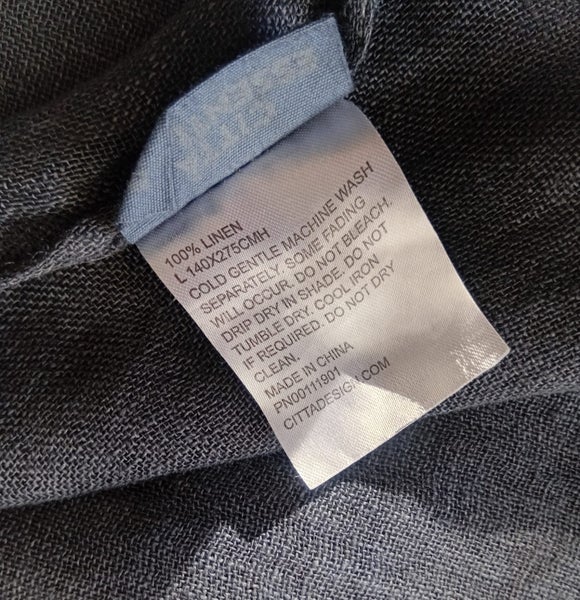 100% LINEN
L 140X275CMH
COLD GENTLE MACHINE WASH
SEPARATELY. SOME FADING
WILL OCCUR. DO NOT BLEACH.
DRIP DRY IN SHADE. DO NOT
TUMBLE DRY. COOL IRON
IF REQUIRED. DO NOT DRY
CLEAN.
MADE IN CHINA
PN00111901
CITTADESIGN.COM